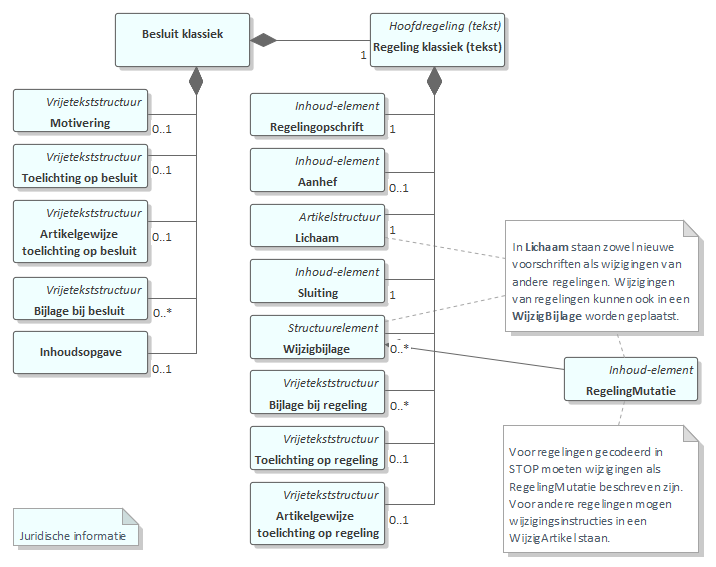 Besluit klassiek
Hoofdregeling (tekst)
Regeling klassiek (tekst)
1
Vrijetekststructuur
Motivering
0..1
Vrijetekststructuur
Toelichting op besluit
0..1
Vrijetekststructuur
Artikelgewijze
toelichting op besluit
0..1
Vrijetekststructuur
Bijlage bij besluit
0..*
Inhoudsopgave
0..1
Inhoud-element
Regelingopschrift
1
Inhoud-element
Aanhef
0..1
Artikelstructuur
Lichaam
1
Inhoud-element
Sluiting
1
Structuurelement
Wijzigbijlage
0..*
Vrijetekststructuur
Bijlage bij regeling
0..*
Vrijetekststructuur
Toelichting op regeling
0..1
Vrijetekststructuur
Artikelgewijze
toelichting op regeling
0..1
In Lichaam staan zowel nieuwe
voorschriften als wijzigingen van
andere regelingen. Wijzigingen
van regelingen kunnen ook in een
WijzigBijlage worden geplaatst.
Inhoud-element
RegelingMutatie
Voor regelingen gecodeerd in
STOP moeten wijzigingen als
RegelingMutatie beschreven zijn.
Voor andere regelingen mogen
wijzigingsinstructies in een
WijzigArtikel staan.
Juridische informatie